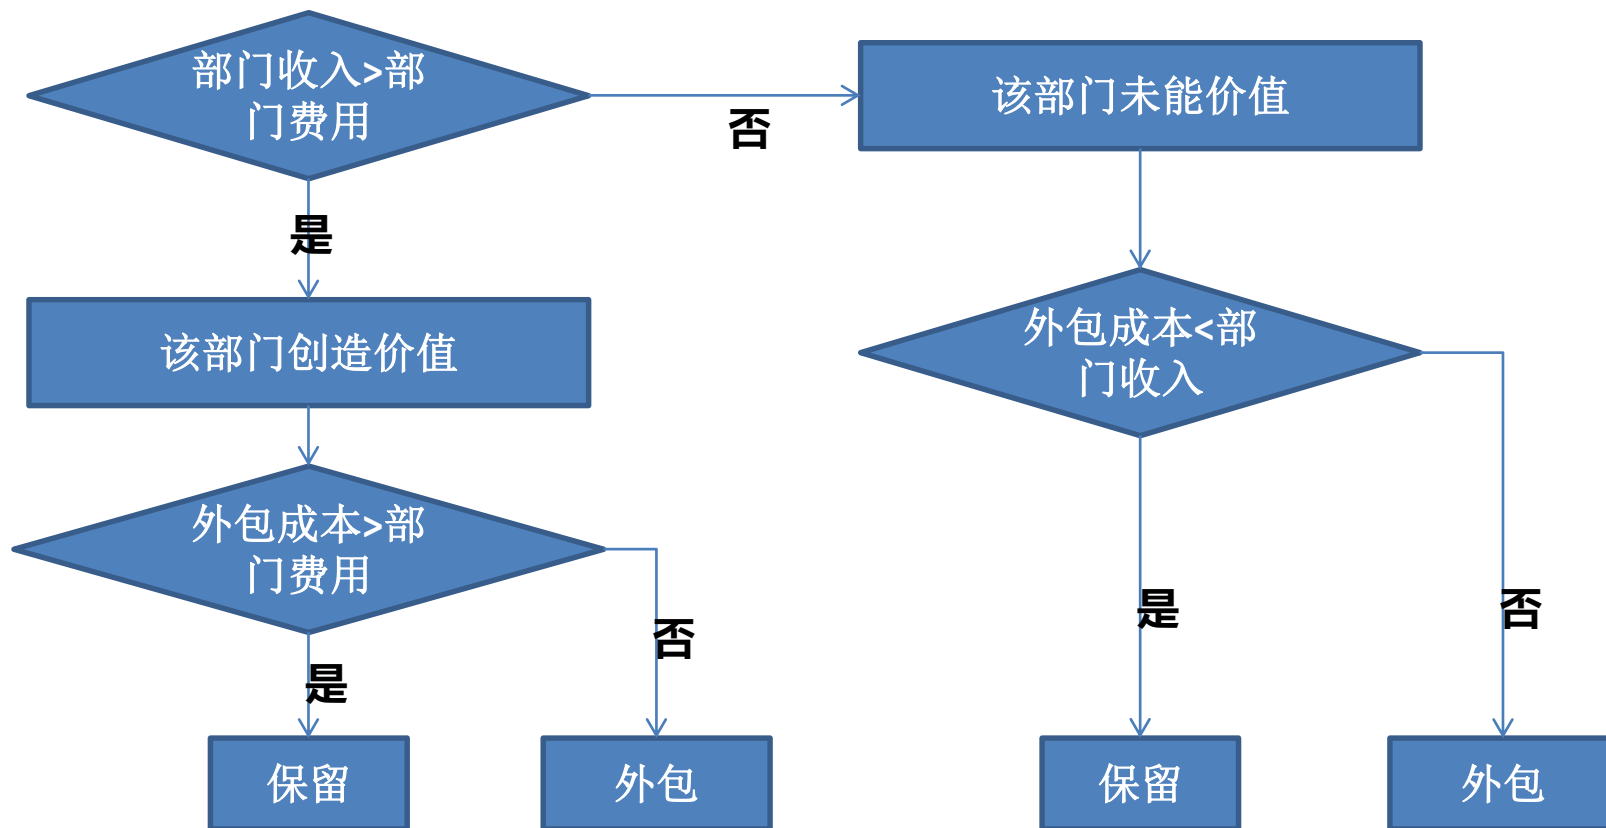 部门收入>部
门费用
否
该部门未能价值
是
该部门创造价值
外包成本<部
门收入
外包成本>部
门费用
是
否
是
否
保留
外包
保留
外包